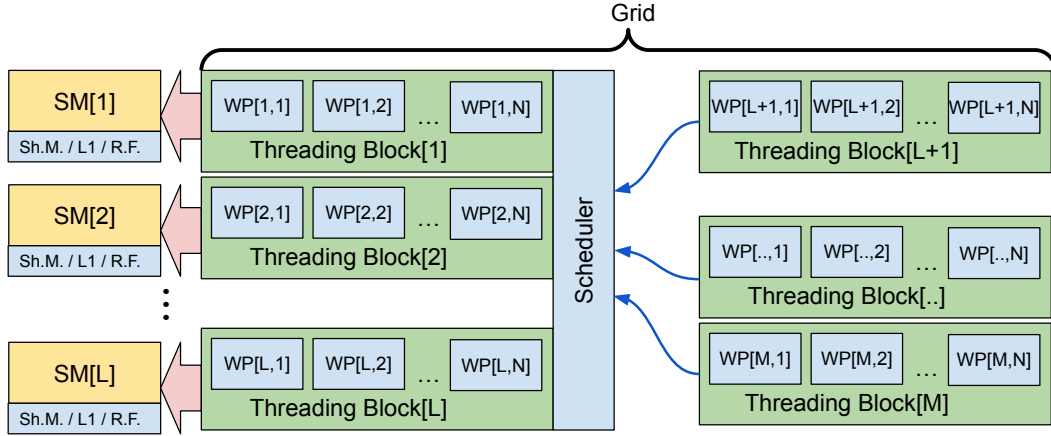 Grid
SM[1]
Sh.M. / L1 / R.F.
WP[1,1] WP[1,2] ... WP[1,N]
Threading Block[1]
SM[2]
Sh.M. / L1 / R.F.
WP[2,1] WP[2,2] ... WP[2,N]
Threading Block[2]
SM[L]
Sh.M. / L1 / R.F.
WP[L,1] WP[L,2] ... WP[L,N]
Threading Block[L]
Scheduler
WP[L+1,1] WP[L+1,2] ... WP[L+1,N]
Threading Block[L+1]
WP[..,1] WP[..,2] ... WP[..,N]
Threading Block[..]
WP[M,1] WP[M,2] ... WP[M,N]
Threading Block[M]